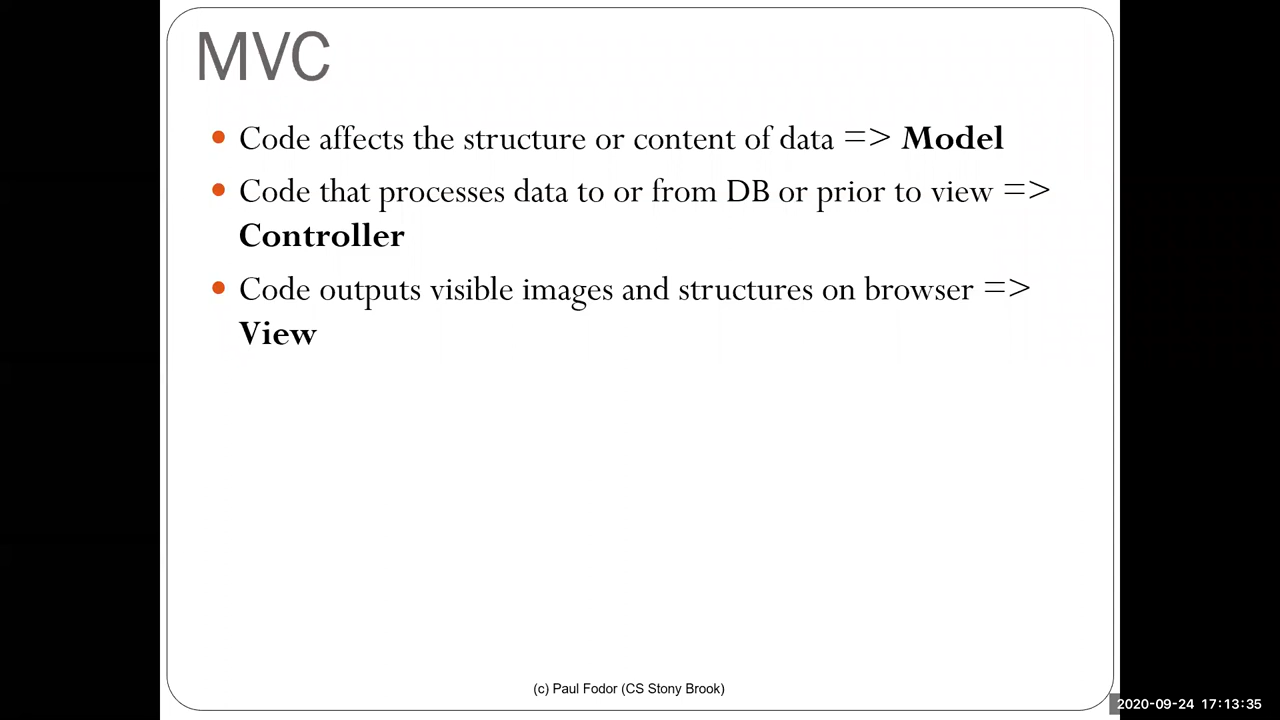 MVC
• Code affects the structure or content of data => Model
• Code that processes data to or from DB or prior to view =>
Controller
• Code outputs visible images and structures on browser =>
View
(c) Paul Fodor (CS Stony Brook)
2020-09-24 17:13:35